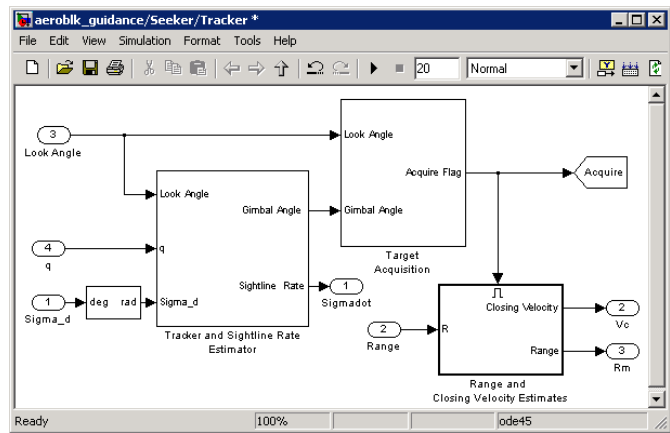 aeroblk_guidance/Seeker/Tracker *
File Edit View Simulation Format Tools Help
20 Normal
3
Look Angle
Look Angle
Acquire Flag
Gimbal Angle
Target
Acquisition
Acquire
Look Angle
Gimbal Angle
q
Sightline Rate
Sigma_d
Tracker and Sightline Rate
Estimator
4
q
1
Sigma_d
deg rad
1
Sigmadot
2
Range
Closing Velocity
R
Range
Range and
Closing Velocity Estimates
2
Vc
3
Rm
Ready 100% ode45